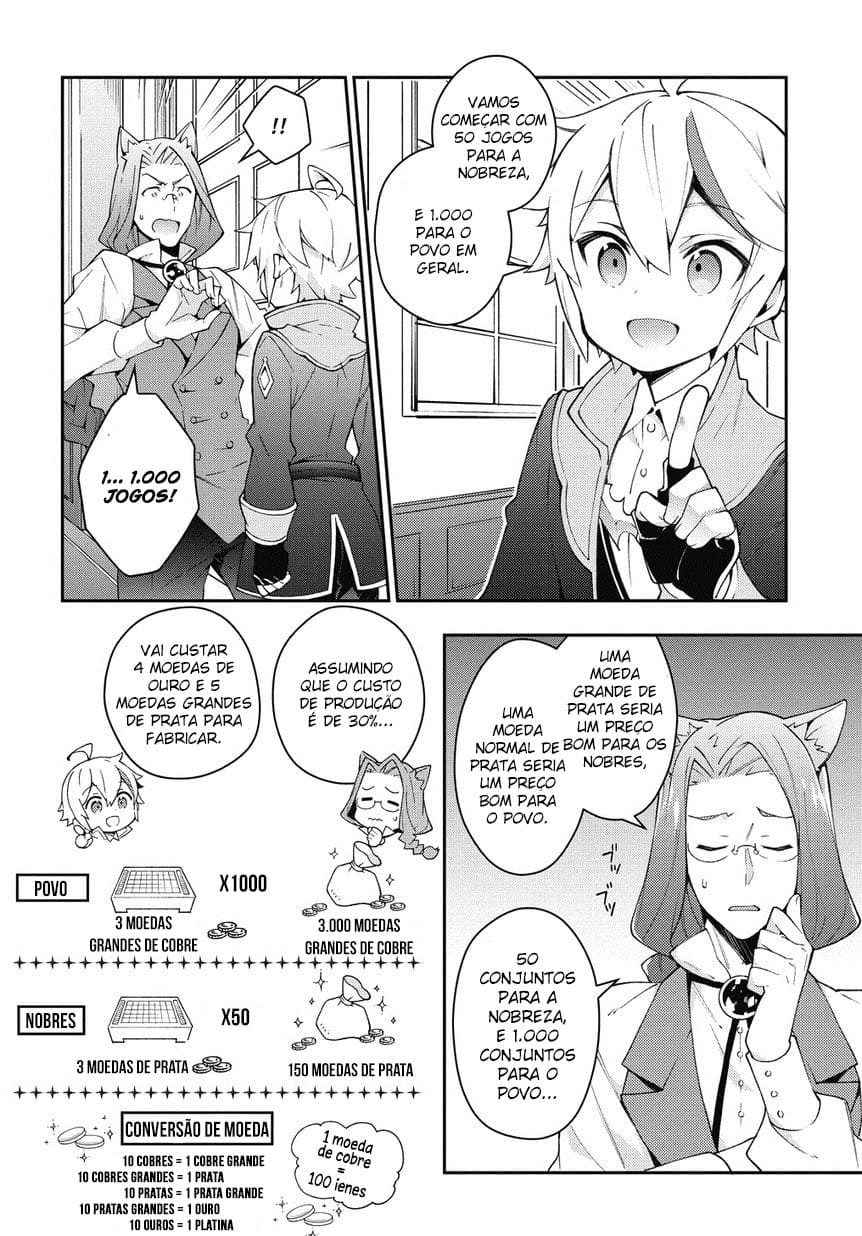 VAMOS
COMEÇAR COM
50 JOGOS
PARA A
NOBREZA,
E 1.000
PARA O
POVO EM
GERAL.
!!
1... 1.000
JOGOS!
UMA
MOEDA
GRANDE DE
PRATA SERIA
UM PREÇO
BOM PARA OS
NOBRES,
UMA
MOEDA
NORMAL DE
PRATA SERIA
UM PREÇO
BOM PARA O
POVO.
50
CONJUNTOS
PARA A
NOBREZA,
E 1.000
CONJUNTOS
PARA O
POVO...
ASSUMINDO
QUE O CUSTO
DE PRODUÇÃO
É DE 30%...
VAI CUSTAR
4 MOEDAS DE
OURO E 5
MOEDAS GRANDES
DE PRATA PARA
FABRICAR.
POVO
X1000
3 MOEDAS
GRANDES DE COBRE
3.000 MOEDAS
GRANDES DE COBRE
NOBRES
X50
3 MOEDAS DE PRATA
150 MOEDAS DE PRATA
CONVERSÃO DE MOEDA
10 COBRES = 1 COBRE GRANDE
10 COBRES GRANDES = 1 PRATA
10 PRATAS = 1 PRATA GRANDE
10 PRATAS GRANDES = 1 OURO
10 OUROS = 1 PLATINA
1 moeda
de cobre
=
100 ienes